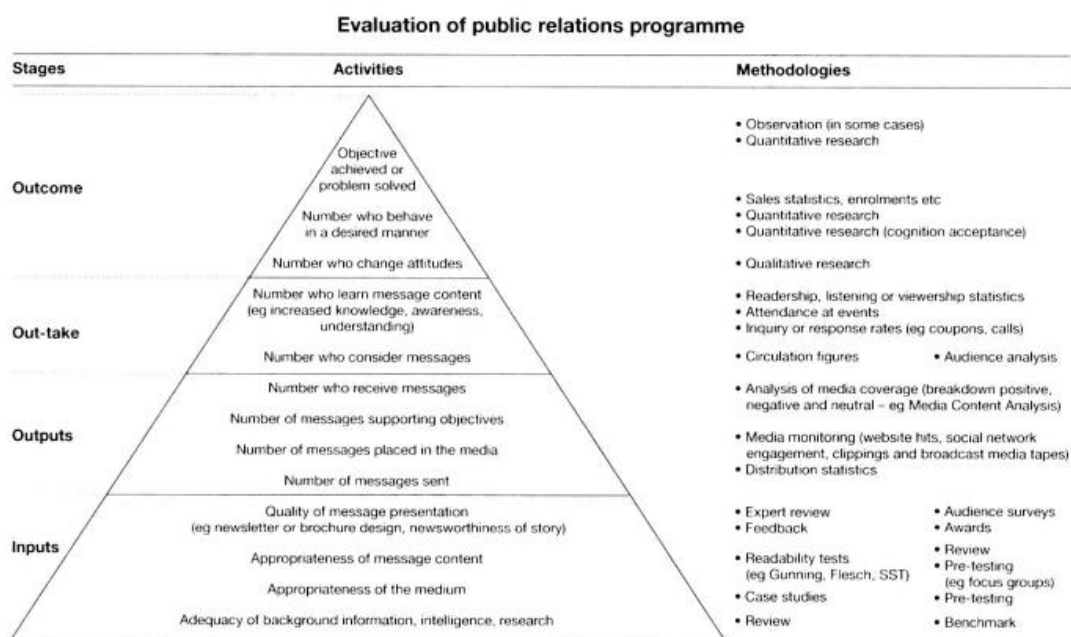 Evaluation of public relations programme
Stages Activities Methodologies
Outcome
Objective
achieved or
problem solved
Number who behave
in a desired manner
Number who change attitudes
• Observation (in some cases)
• Quantitative research
• Sales statistics, enrolments etc
• Quantitative research
• Quantitative research (cognition acceptance)
• Qualitative research
Out-take
Number who learn message content
(eg increased knowledge, awareness,
understanding)
Number who consider messages
• Readership, listening or viewership statistics
• Attendance at events
• Inquiry or response rates (eg coupons, calls)
• Circulation figures • Audience analysis
Outputs
Number who receive messages
Number of messages supporting objectives
Number of messages placed in the media
Number of messages sent
• Analysis of media coverage (breakdown positive,
negative and neutral – eg Media Content Analysis)
• Media monitoring (website hits, social network
engagement, clippings and broadcast media tapes)
• Distribution statistics
Inputs
Quality of message presentation
(eg newsletter or brochure design, newsworthiness of story)
Appropriateness of message content
Appropriateness of the medium
Adequacy of background information, intelligence, research
• Expert review • Audience surveys
• Feedback • Awards
• Review
• Readability tests • Pre-testing
(eg Gunning, Flesch, SST) (eg focus groups)
• Case studies • Pre-testing
• Review • Benchmark